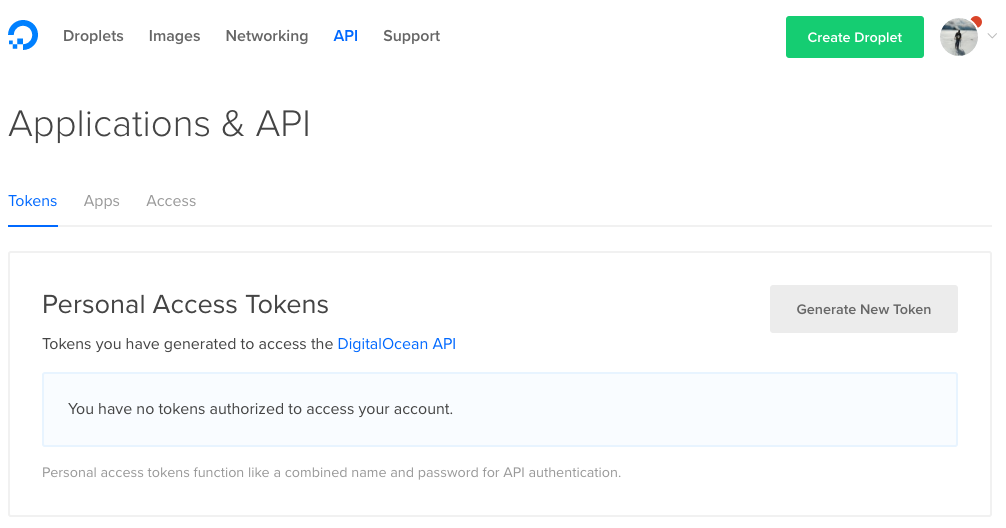 Droplets Images Networking API Support Create Droplet
Applications & API
Tokens Apps Access
Personal Access Tokens
Generate New Token
Tokens you have generated to access the DigitalOcean API
You have no tokens authorized to access your account.
Personal access tokens function like a combined name and password for API authentication.